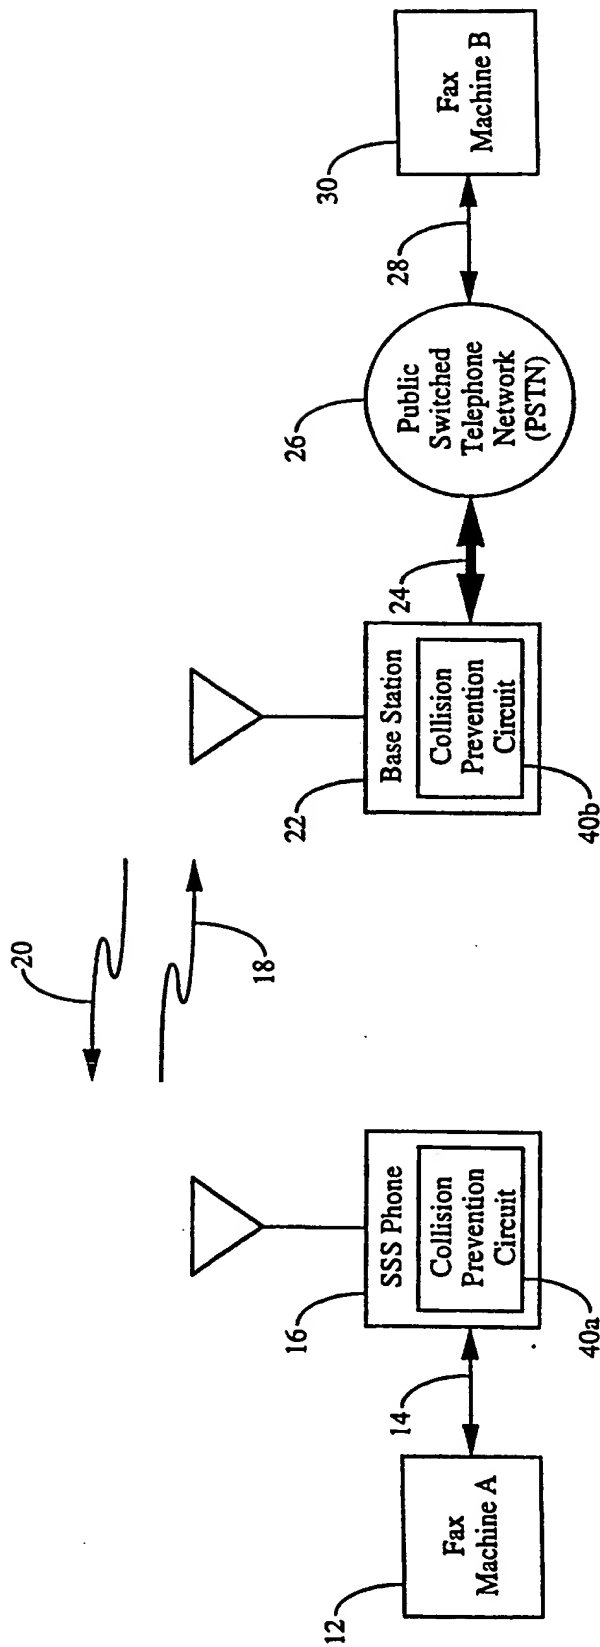 20
18
12
Fax
Machine A
14
16
SSS Phone
Collision
Prevention
Circuit
40a
22
Base Station
Collision
Prevention
Circuit
40b
24
26
Public
Switched
Telephone
Network
(PSTN)
28
30
Fax
Machine B